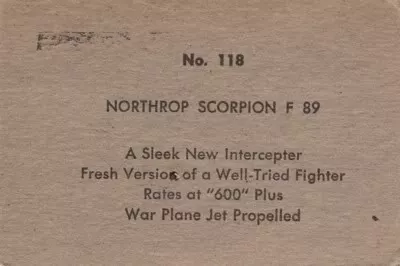 No. 118
NORTHROP SCORPION F 89
A Sleek New Intercepter
Fresh Version of a Well-Tried Fighter
Rates at "600" Plus
War Plane Jet Propelled